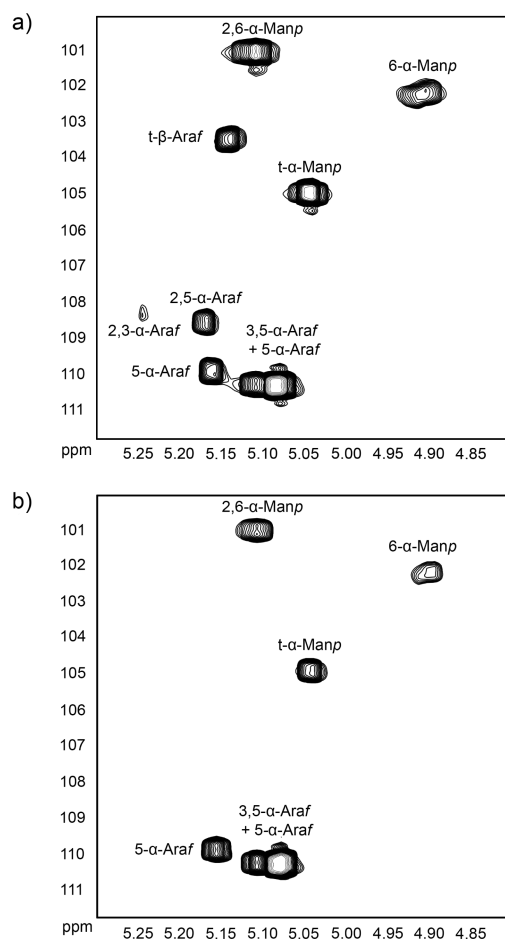 a)
2,6-α-Manp
101
6-α-Manp
102
103
t-β-Araf
104
t-α-Manp
105
106
107
108
2,5-α-Araf
2,3-α-Araf
109
3,5-α-Araf
+ 5-α-Araf
5-α-Araf
110
111
ppm 5.25 5.20 5.15 5.10 5.05 5.00 4.95 4.90 4.85
b)
2,6-α-Manp
101
6-α-Manp
102
103
104
t-α-Manp
105
106
107
108
109
3,5-α-Araf
+ 5-α-Araf
5-α-Araf
110
111
ppm 5.25 5.20 5.15 5.10 5.05 5.00 4.95 4.90 4.85